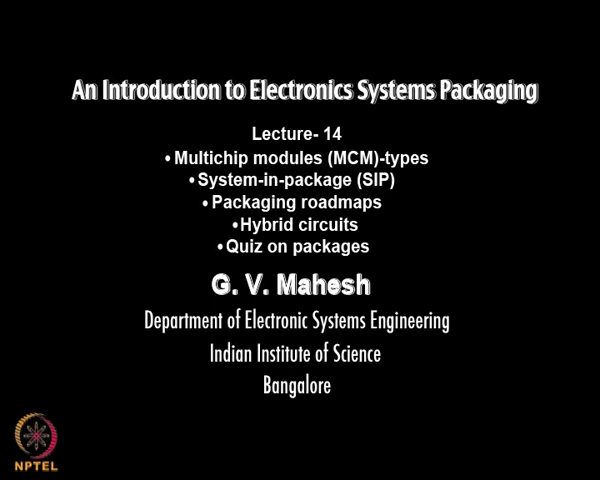 An Introduction to Electronics Systems Packaging
Lecture- 14
•Multichip modules (MCM)-types
•System-in-package (SIP)
•Packaging roadmaps
•Hybrid circuits
•Quiz on packages
G. V. Mahesh
Department of Electronic Systems Engineering
Indian Institute of Science
Bangalore
NPTEL